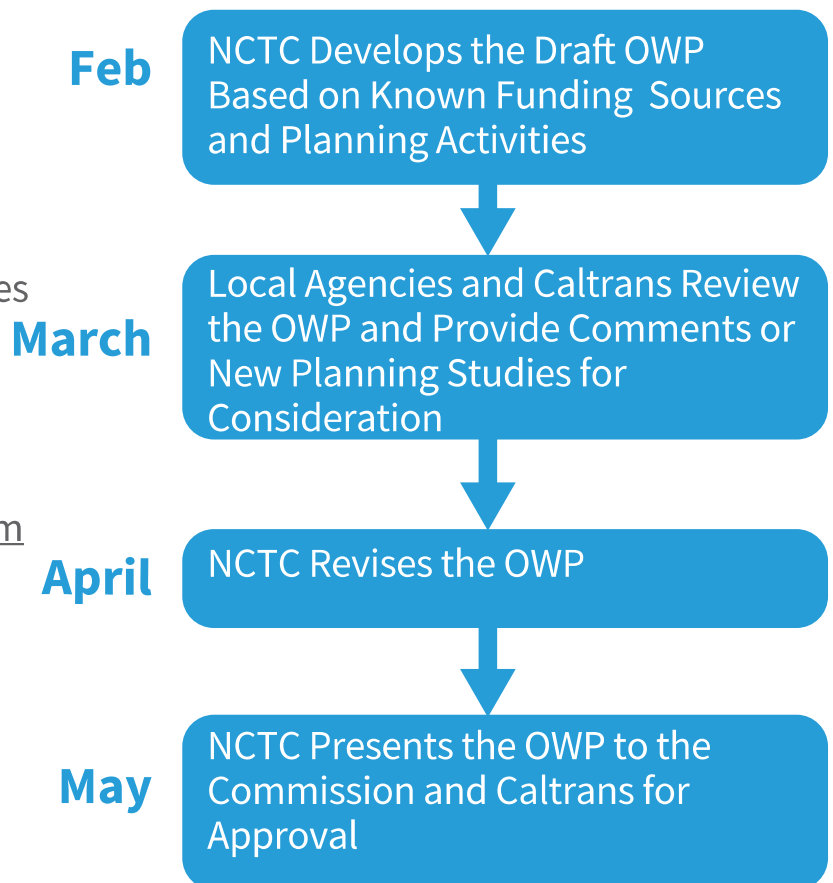 Feb
NCTC Develops the Draft OWP
Based on Known Funding Sources
and Planning Activities
es
March
Local Agencies and Caltrans Review
the OWP and Provide Comments or
New Planning Studies for
Consideration
m
April
NCTC Revises the OWP
May
NCTC Presents the OWP to the
Commission and Caltrans for
Approval